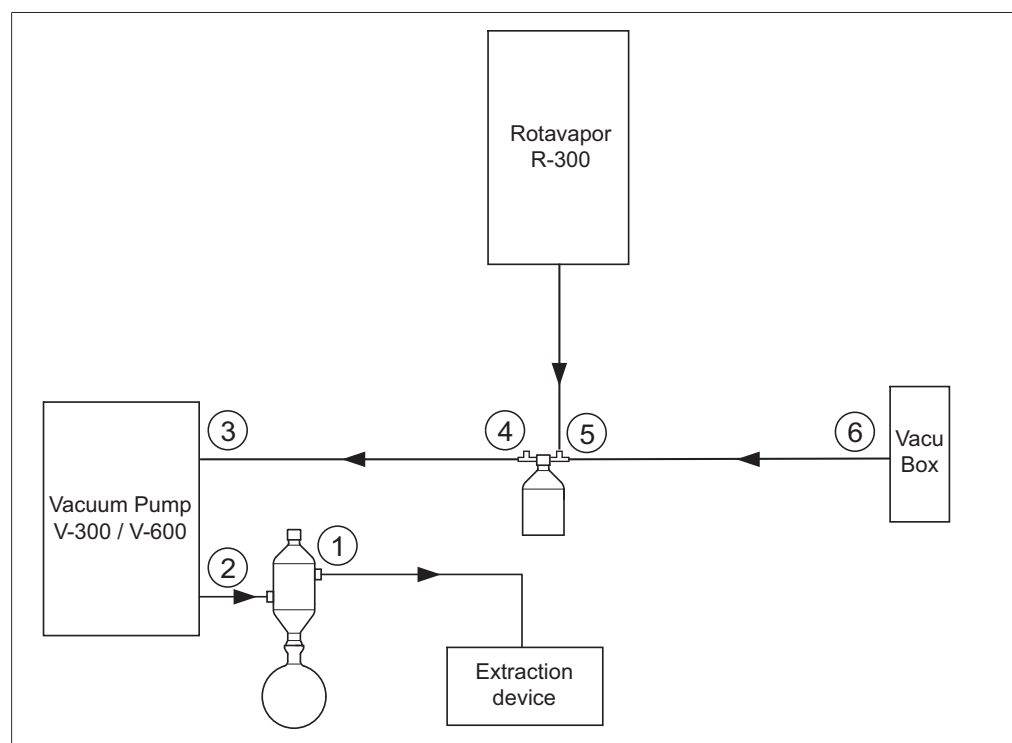 Rotavapor
R-300
3
4
5
6
Vacu
Box
Vacuum Pump
V-300 / V-600
2
1
Extraction
device